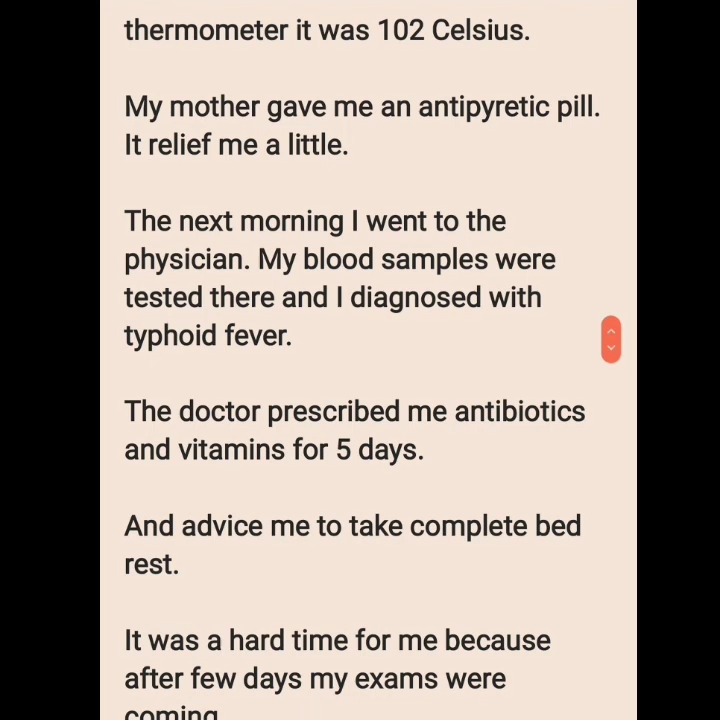 thermometer it was 102 Celsius.
My mother gave me an antipyretic pill.
It relief me a little.
The next morning I went to the
physician. My blood samples were
tested there and I diagnosed with
typhoid fever.
The doctor prescribed me antibiotics
and vitamins for 5 days.
And advice me to take complete bed
rest.
It was a hard time for me because
after few days my exams were
coming